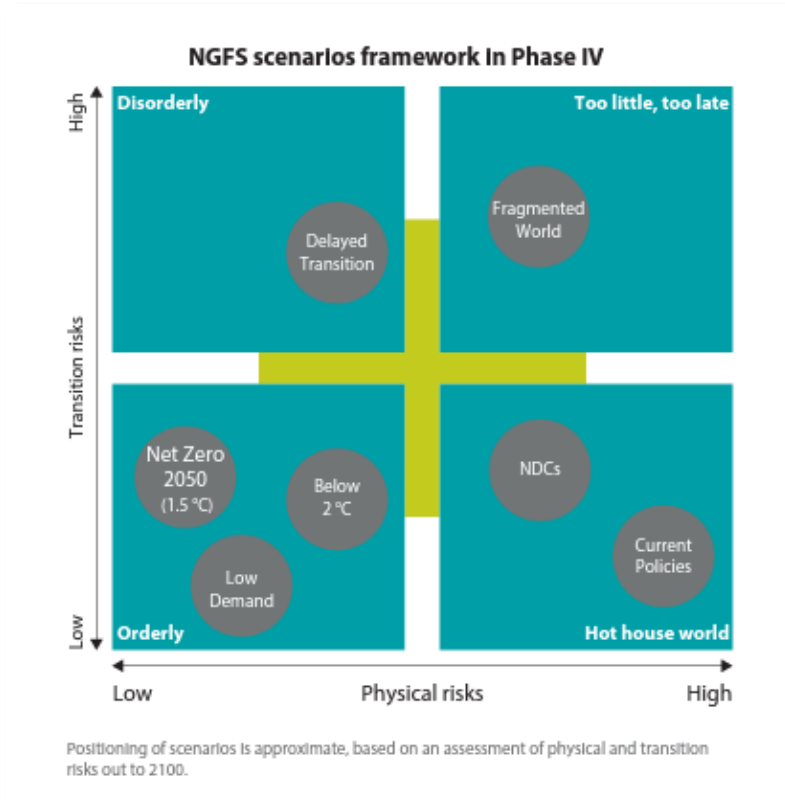 NGFS scenarios framework in Phase IV
High
Disorderly
Too little, too late
Fragmented
World
Delayed
Transition
Transition risks
Net Zero
2050
(1.5 °C)
Below
2 °C
NDCs
Low
Demand
Current
Policies
Low
Orderly
Hot house world
Low
Physical risks
High
Positioning of scenarios is approximate, based on an assessment of physical and transition
risks out to 2100.